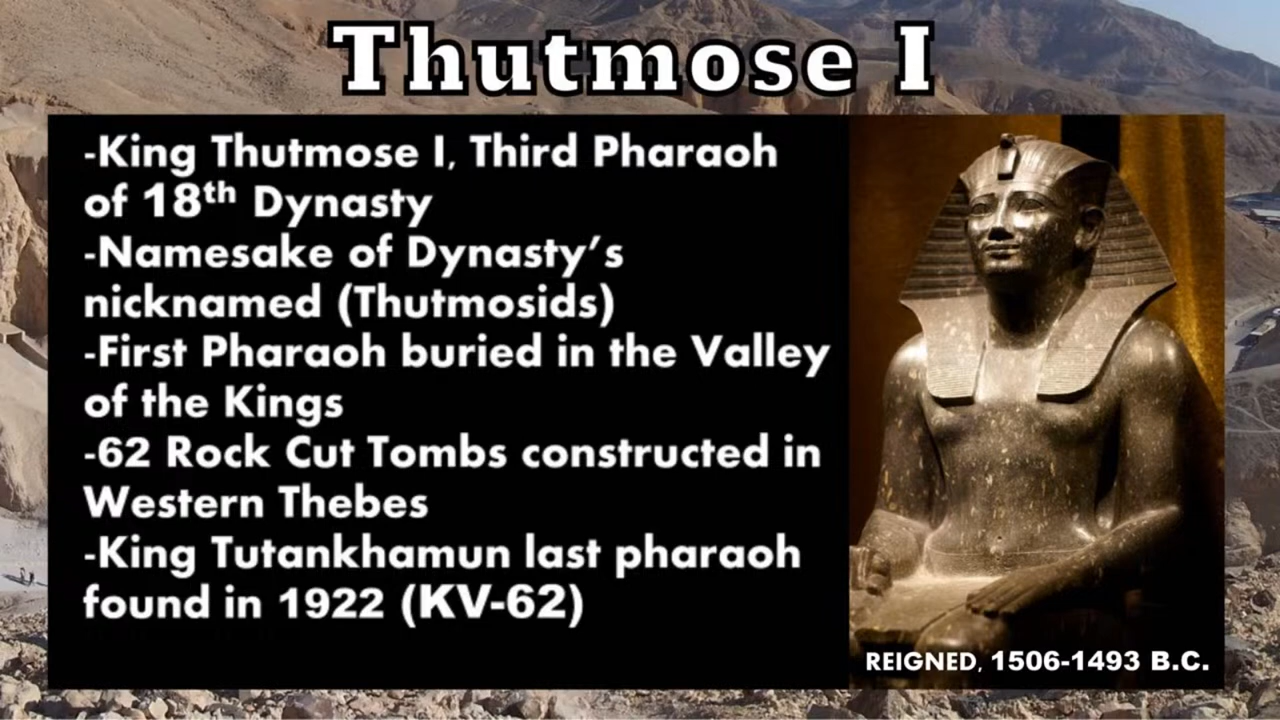 Thutmose I
-King Thutmose I, Third Pharaoh
of 18th Dynasty
-Namesake of Dynasty’s
nicknamed (Thutmosids)
-First Pharaoh buried in the Valley
of the Kings
-62 Rock Cut Tombs constructed in
Western Thebes
-King Tutankhamun last pharaoh
found in 1922 (KV-62)
REIGNED, 1506-1493 B.C.